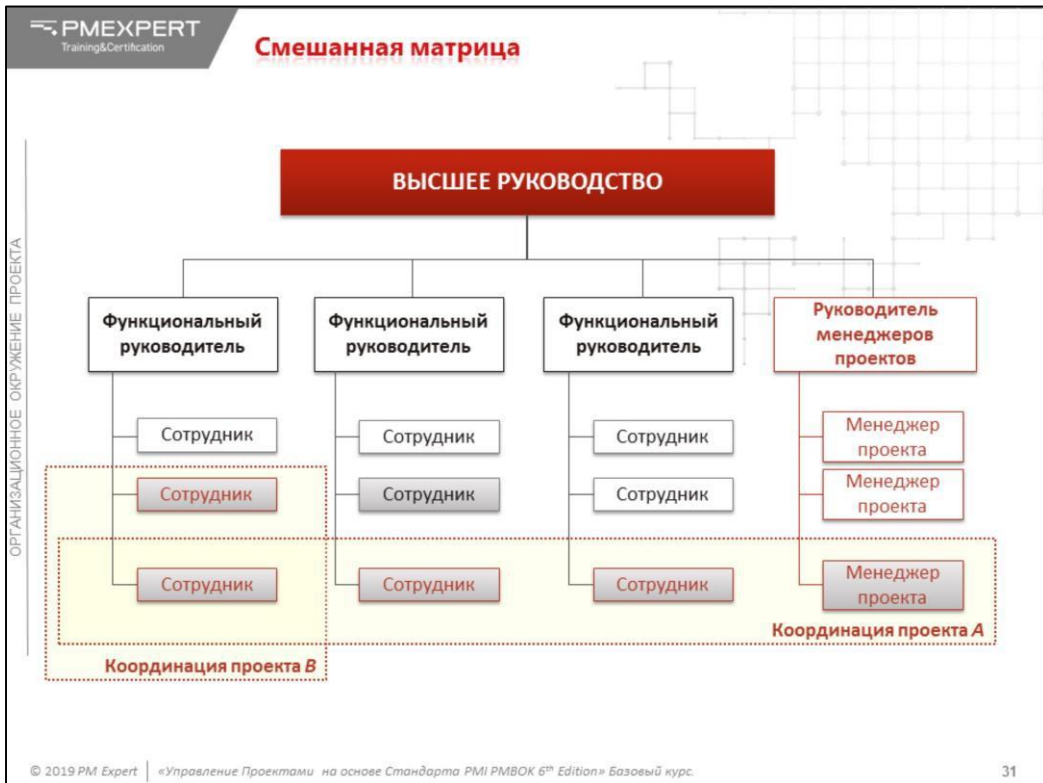 PMEXPERT
Training&Certification
Смешанная матрица
ОРГАНИЗАЦИОННОЕ ОКРУЖЕНИЕ ПРОЕКТА
ВЫСШЕЕ РУКОВОДСТВО
Функциональный
руководитель
Функциональный
руководитель
Функциональный
руководитель
Руководитель
менеджеров
проектов
Сотрудник
Сотрудник
Сотрудник
Менеджер
проекта
Сотрудник
Сотрудник
Сотрудник
Менеджер
проекта
Сотрудник
Сотрудник
Сотрудник
Менеджер
проекта
Координация проекта А
Координация проекта В
© 2019 PM Expert | «Управление Проектами на основе Стандарта PMI PMBOK 6th Edition» Базовый курс.
31